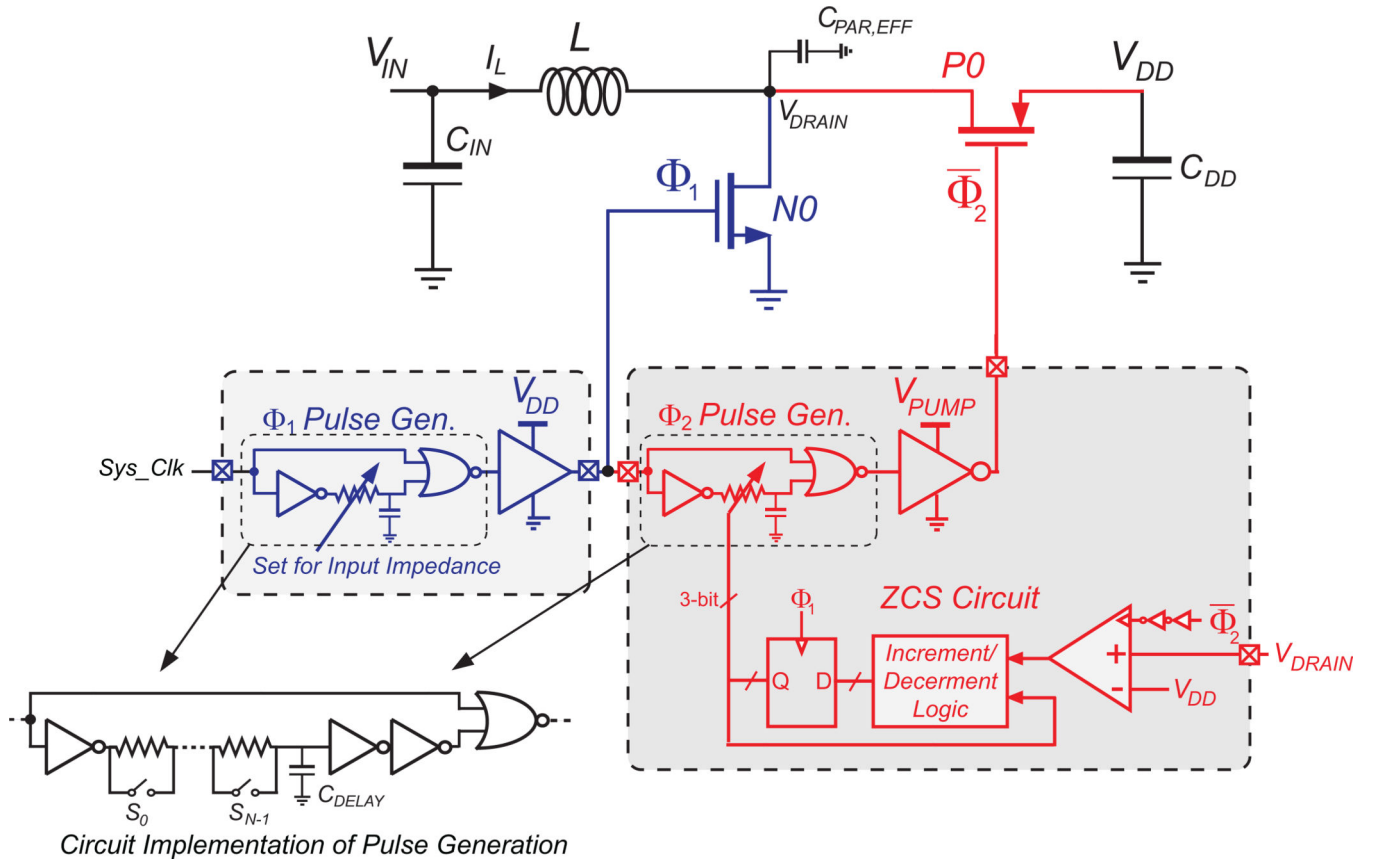 C_PAR,EFF
V_IN
I_L
L
P0
V_DD
V_DRAIN
C_IN
Φ_1
N0
Φ̅_2
C_DD
V_DD
Φ_1 Pulse Gen.
Sys_Clk
Set for Input Impedance
V_PUMP
Φ_2 Pulse Gen.
3-bit
Φ_1
ZCS Circuit
Q
D
Increment/
Decerment
Logic
+
-
Φ̅_2
V_DRAIN
V_DD
S_0
S_N-1
C_DELAY
Circuit Implementation of Pulse Generation